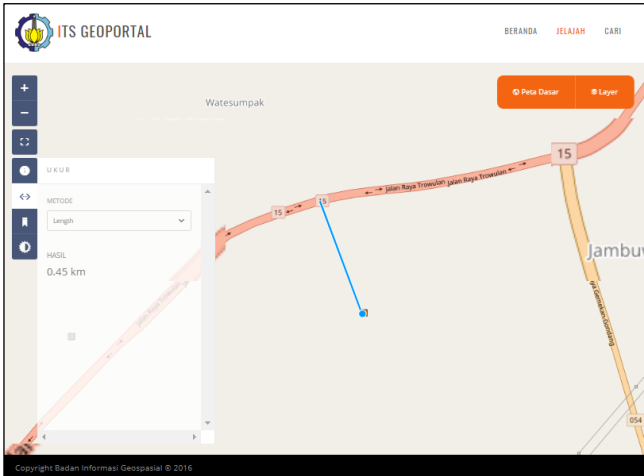 ITS GEOPORTAL
BERANDA JELAJAH CARI
Peta Dasar Layer
Watesumpak
15
Jalan Raya Trowulan Jalan Raya Trowulan
15
15
UKUR
METODE
Length
HASIL
0.45 km
Jalan Raya Trowulan
054
Copyright Badan Informasi Geospasial © 2016